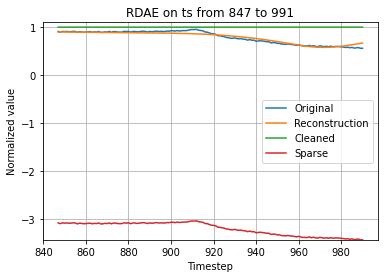 RDAE on ts from 847 to 991
Normalized value
1
0
−1
−2
−3
Original
Reconstruction
Cleaned
Sparse
840 860 880 900 920 940 960 980
Timestep